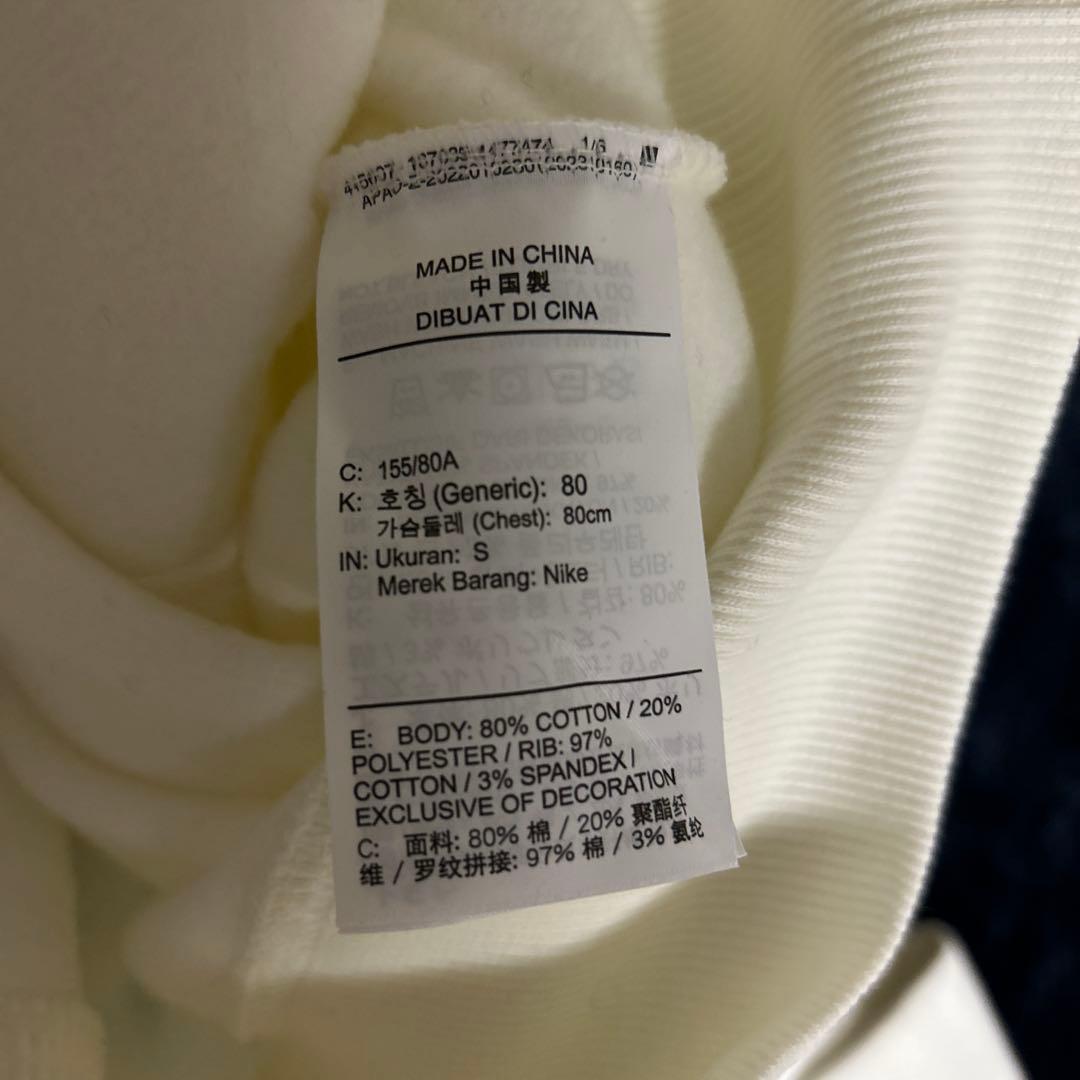 1/6
MADE IN CHINA
中国製
DIBUAT DI CINA
C: 155/80A
K: 호칭 (Generic): 80
가슴둘레 (Chest): 80cm
IN: Ukuran: S
Merek Barang: Nike
E: BODY: 80% COTTON / 20%
POLYESTER / RIB: 97%
COTTON / 3% SPANDEX /
EXCLUSIVE OF DECORATION
C: 面料: 80% 棉 / 20% 聚酯纤
维 / 罗纹拼接: 97% 棉 / 3% 氨纶